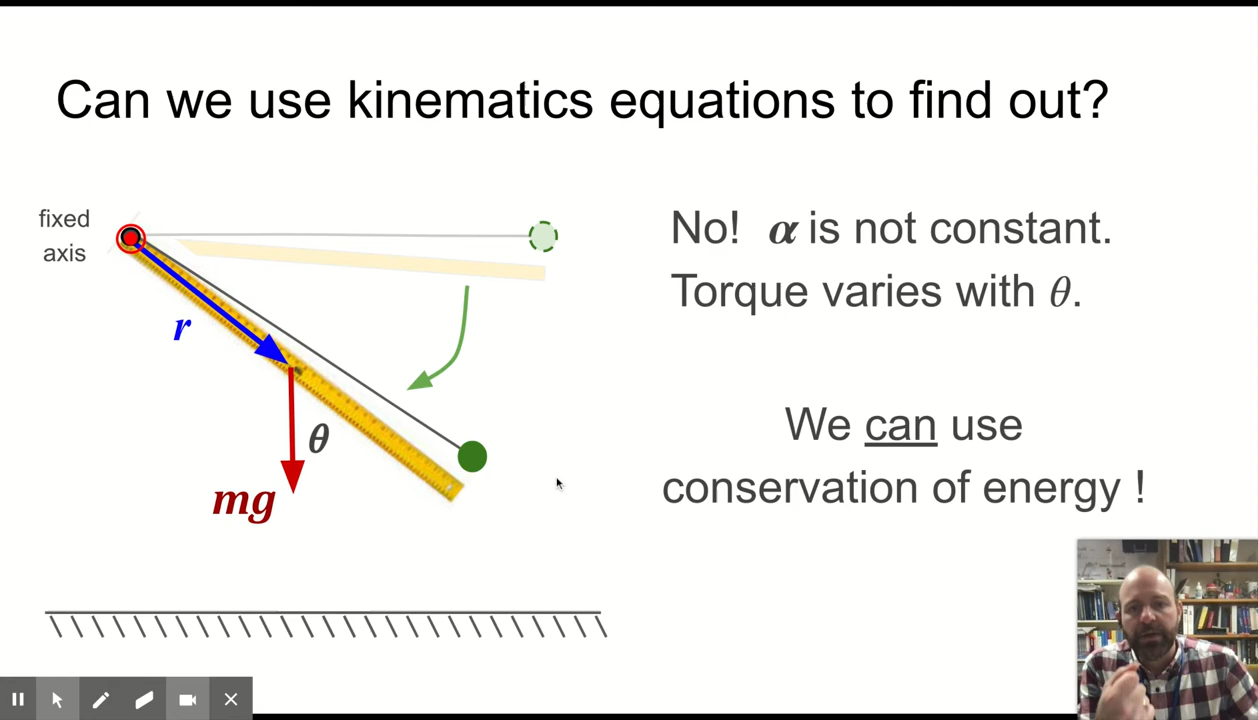 Can we use kinematics equations to find out?
fixed
axis
r
θ
mg
No! α is not constant.
Torque varies with θ.
We can use
conservation of energy !